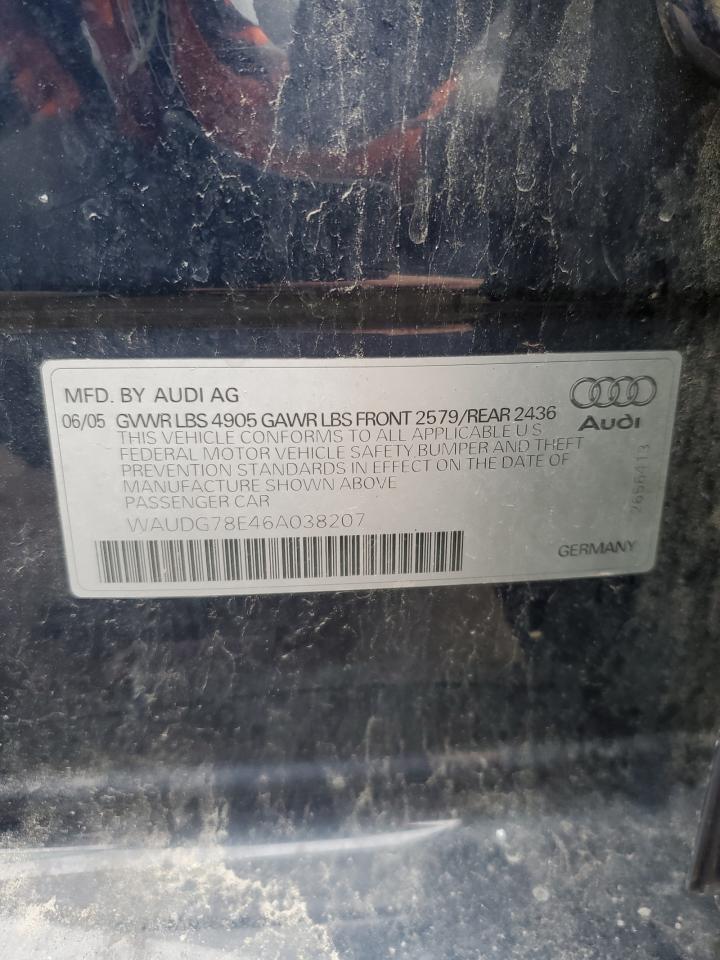 MFD. BY AUDI AG
06/05 GVWR LBS 4905 GAWR LBS FRONT 2579/REAR 2436
Audi
THIS VEHICLE CONFORMS TO ALL APPLICABLE U S
FEDERAL MOTOR VEHICLE SAFETY BUMPER AND THEFT
PREVENTION STANDARDS IN EFFECT ON THE DATE OF
MANUFACTURE SHOWN ABOVE
PASSENGER CAR
2656413
WAUDG78E46A038207
GERMANY